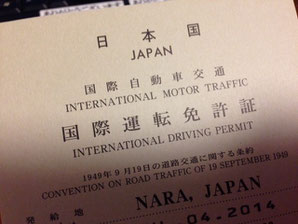 日本国
JAPAN
国際自動車交通
INTERNATIONAL MOTOR TRAFFIC
国際運転免許証
INTERNATIONAL DRIVING PERMIT
1949年9月19日の道路交通に関する条約
CONVENTION ON ROAD TRAFFIC OF 19 SEPTEMBER 1949
発給地
NARA, JAPAN
04.2014